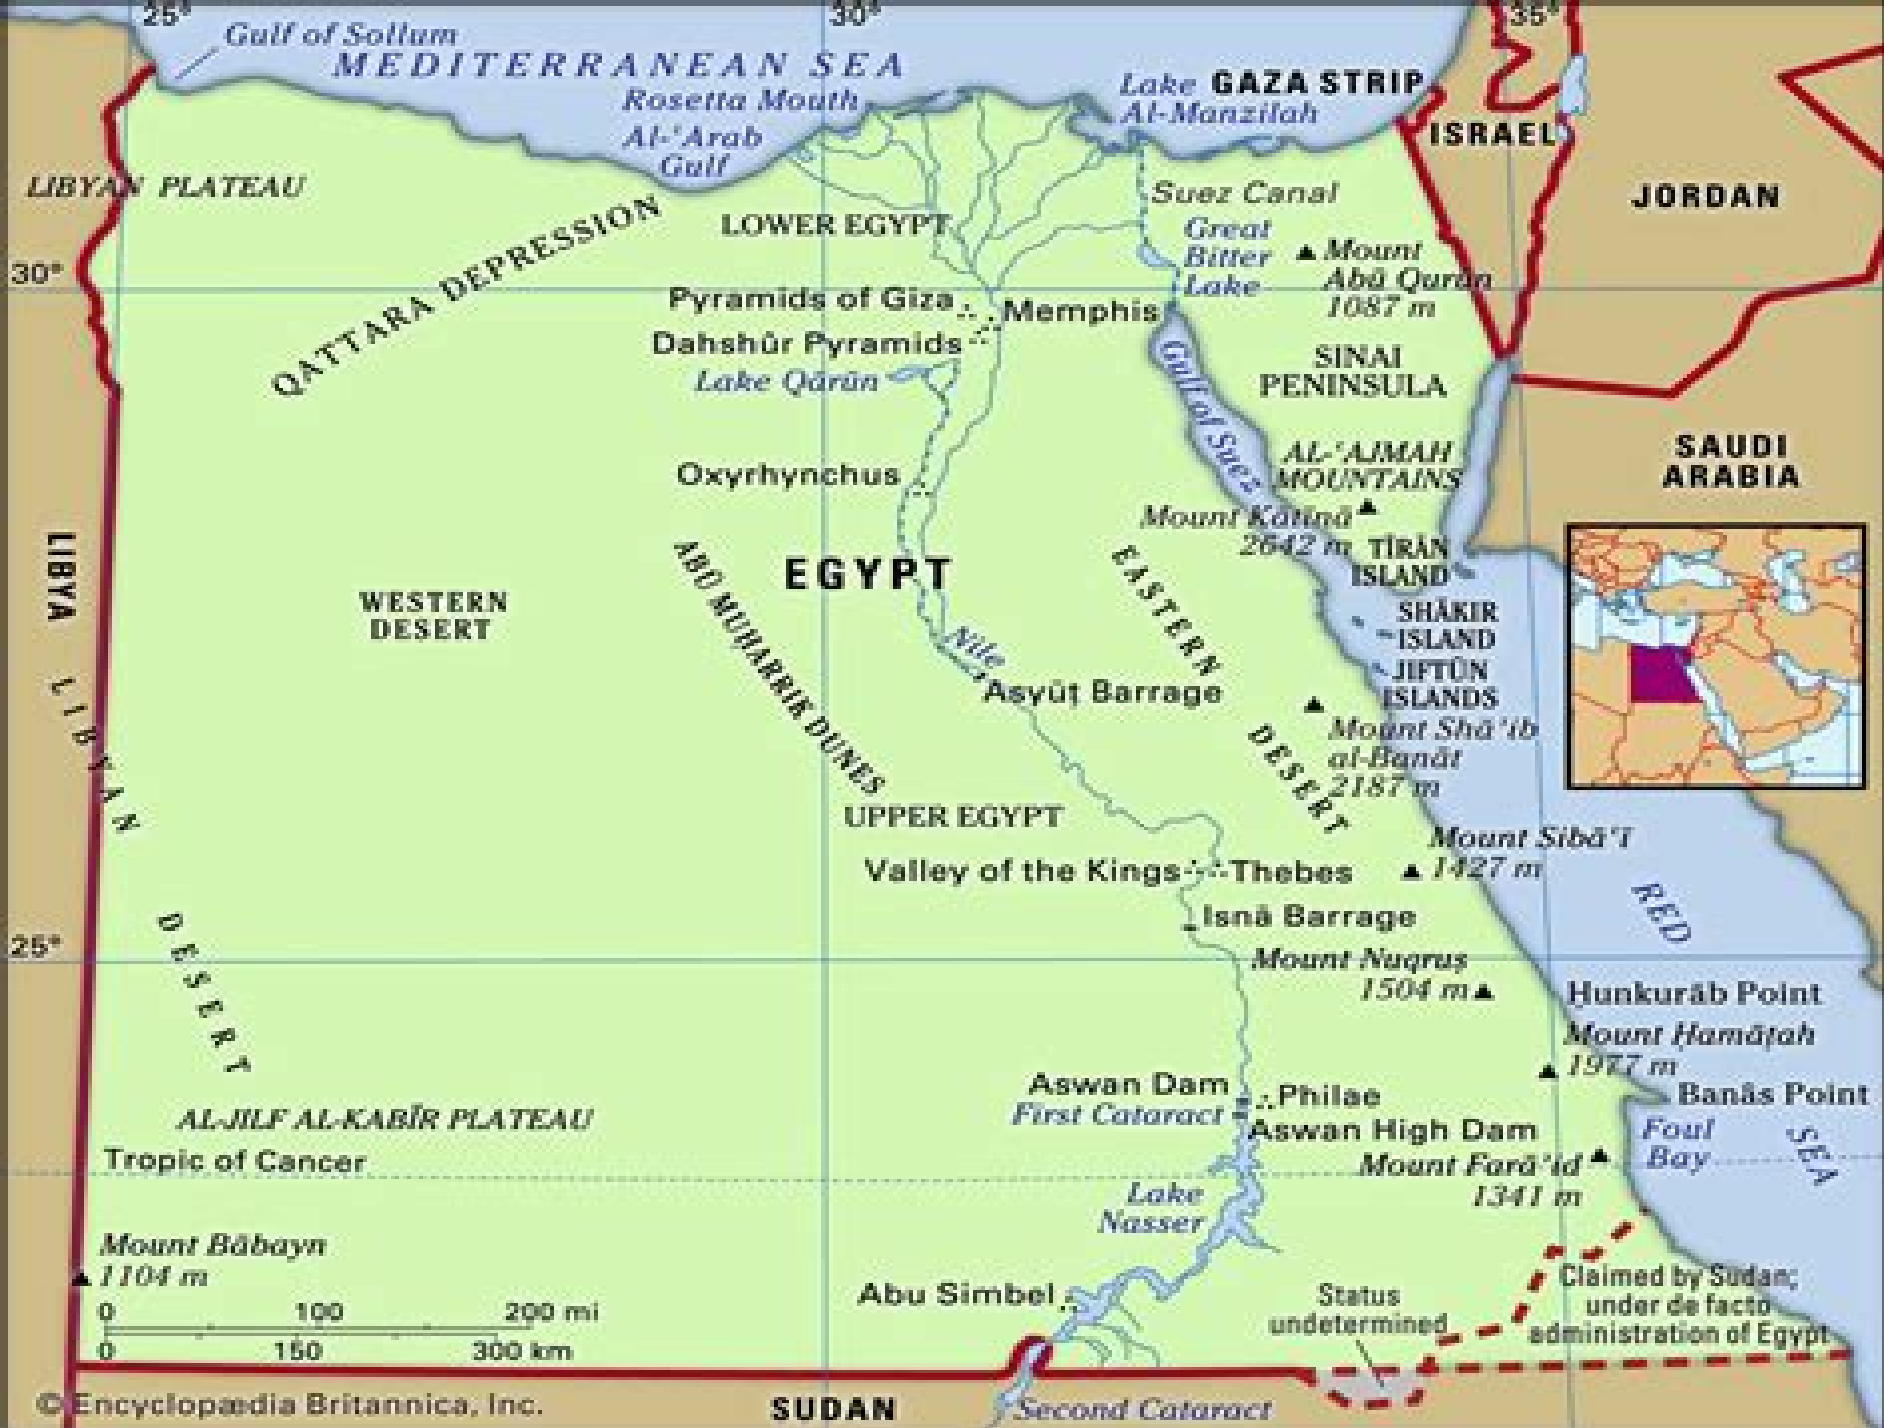 25°
30°
35°
Gulf of Sollum
MEDITERRANEAN SEA
Rosetta Mouth
Al-'Arab
Gulf
Lake
Al-Manzilah
GAZA STRIP
ISRAEL
JORDAN
LIBYAN PLATEAU
QATTARA DEPRESSION
LOWER EGYPT
Suez Canal
Great
Bitter
Lake
Mount
Abū Qurūn
1087 m
30°
Pyramids of Giza
Memphis
Dahshûr Pyramids
Lake Qārūn
Gulf of Suez
SINAI
PENINSULA
SAUDI
ARABIA
AL-'AJMAH
MOUNTAINS
Oxyrhynchus
Mount Kātīnā
2642 m
TĪRĀN
ISLAND
LIBYA
WESTERN
DESERT
ABŪ MUḤARRIK DUNES
EGYPT
EASTERN
DESERT
SHĀKIR
ISLAND
JIFTŪN
ISLANDS
Nile
Asyūṭ Barrage
Mount Shā'ib
al-Banāt
2187 m
LIBYAN
DESERT
UPPER EGYPT
Mount Sibā'ī
1427 m
Valley of the Kings
Thebes
Isnā Barrage
RED
SEA
25°
Mount Nuqruṣ
1504 m
Ḥunkurāb Point
Mount Ḥamāṭah
1977 m
Aswan Dam
First Cataract
Philae
Aswan High Dam
Banās Point
Foul
Bay
AL-JILF AL-KABĪR PLATEAU
Tropic of Cancer
Mount Farā'id
1341 m
Lake
Nasser
Mount Bābayn
1104 m
Abu Simbel
Status
undetermined
Claimed by Sudan;
under de facto
administration of Egypt
0 100 200 mi
0 150 300 km
© Encyclopædia Britannica, Inc.
SUDAN
Second Cataract